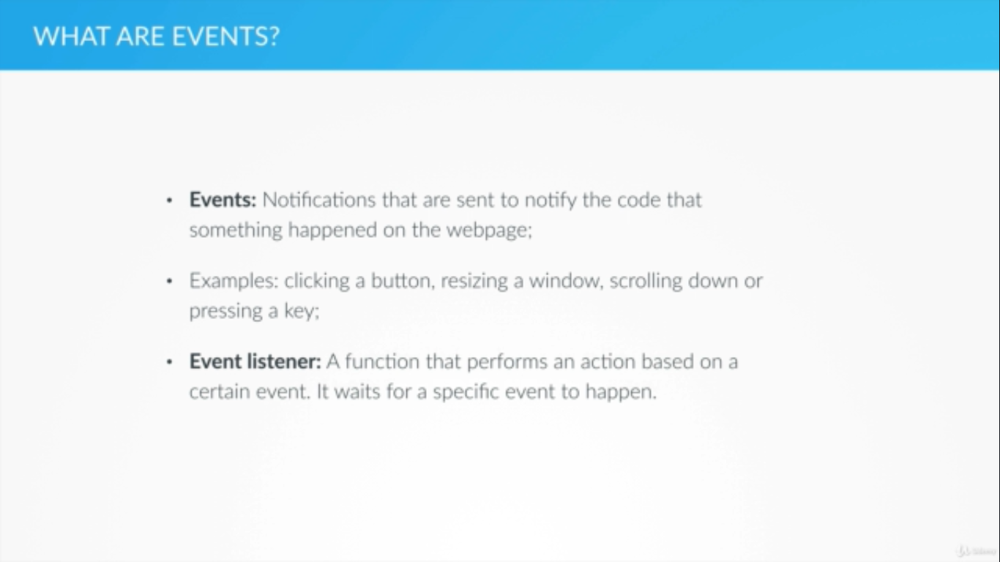 WHAT ARE EVENTS?
• Events: Notifications that are sent to notify the code that
something happened on the webpage;
• Examples: clicking a button, resizing a window, scrolling down or
pressing a key;
• Event listener: A function that performs an action based on a
certain event. It waits for a specific event to happen.